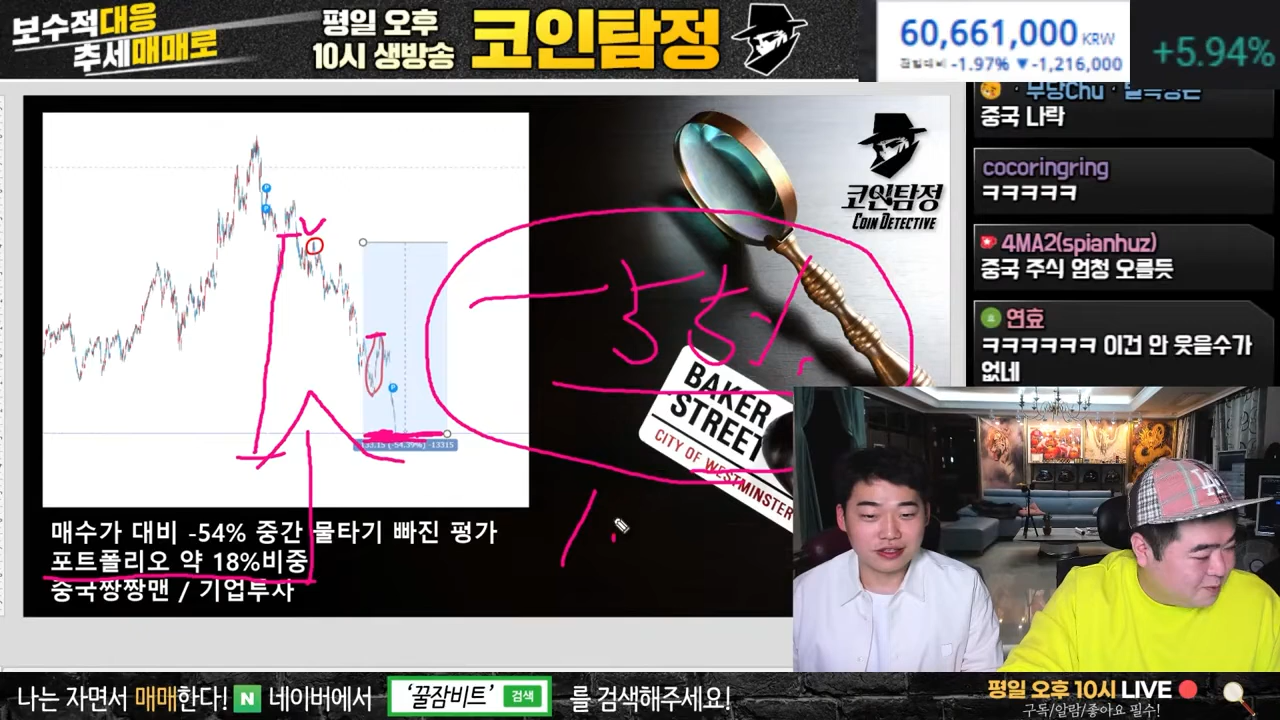 보수적대응
추세매매로
평일 오후
10시 생방송
코인탐정
60,661,000 KRW
전일대비 -1.97% ▼-1,216,000
+5.94%
중국 나락
cocoringring
ㅋㅋㅋㅋㅋ
4MA2(spianhuz)
중국 주식 엄청 오를듯
연효
ㅋㅋㅋㅋㅋㅋ 이건 안 웃을수가
없네
코인탐정
COIN DETECTIVE
-55%
BAKER
STREET
CITY OF WESTMINSTER
매수가 대비 -54% 중간 물타기 빠진 평가
포트폴리오 약 18%비중
중국짱짱맨 / 기업투사
LA
나는 자면서 매매한다! N 네이버에서 '꿀잠비트' 검색 를 검색해주세요!
평일 오후 10시 LIVE
구독/알람/좋아요 필수!